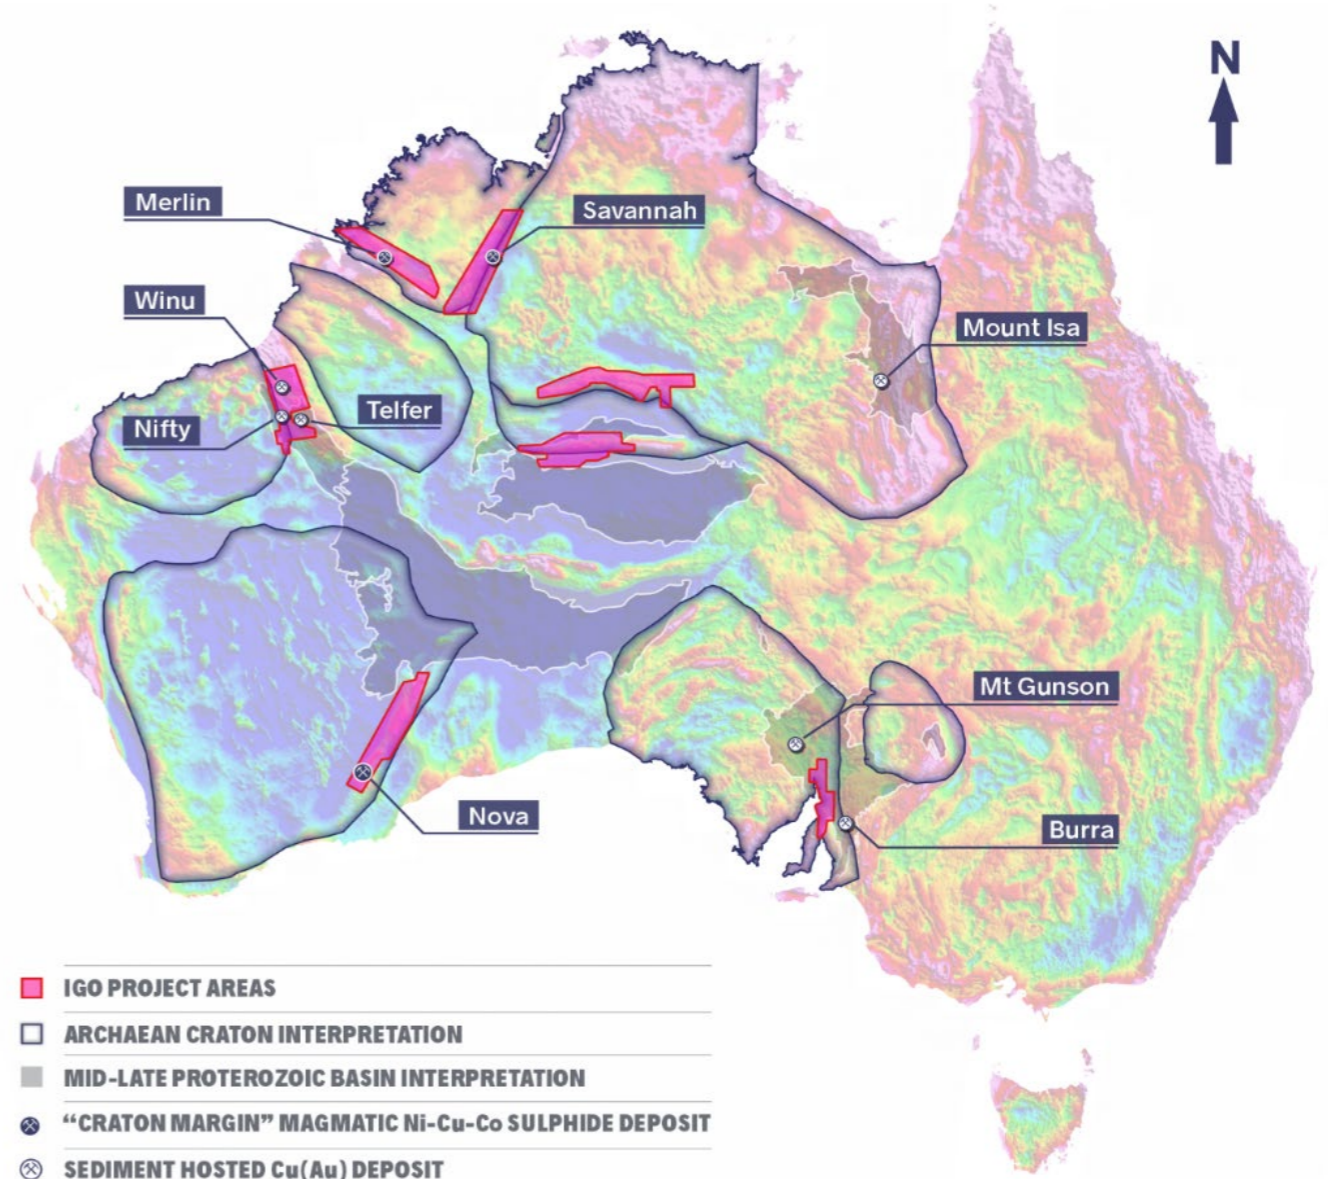 N
Merlin
Savannah
Winu
Mount Isa
Telfer
Nifty
Mt Gunson
Nova
Burra
IGO PROJECT AREAS
ARCHAEAN CRATON INTERPRETATION
MID-LATE PROTEROZOIC BASIN INTERPRETATION
“CRATON MARGIN” MAGMATIC Ni-Cu-Co SULPHIDE DEPOSIT
SEDIMENT HOSTED Cu(Au) DEPOSIT